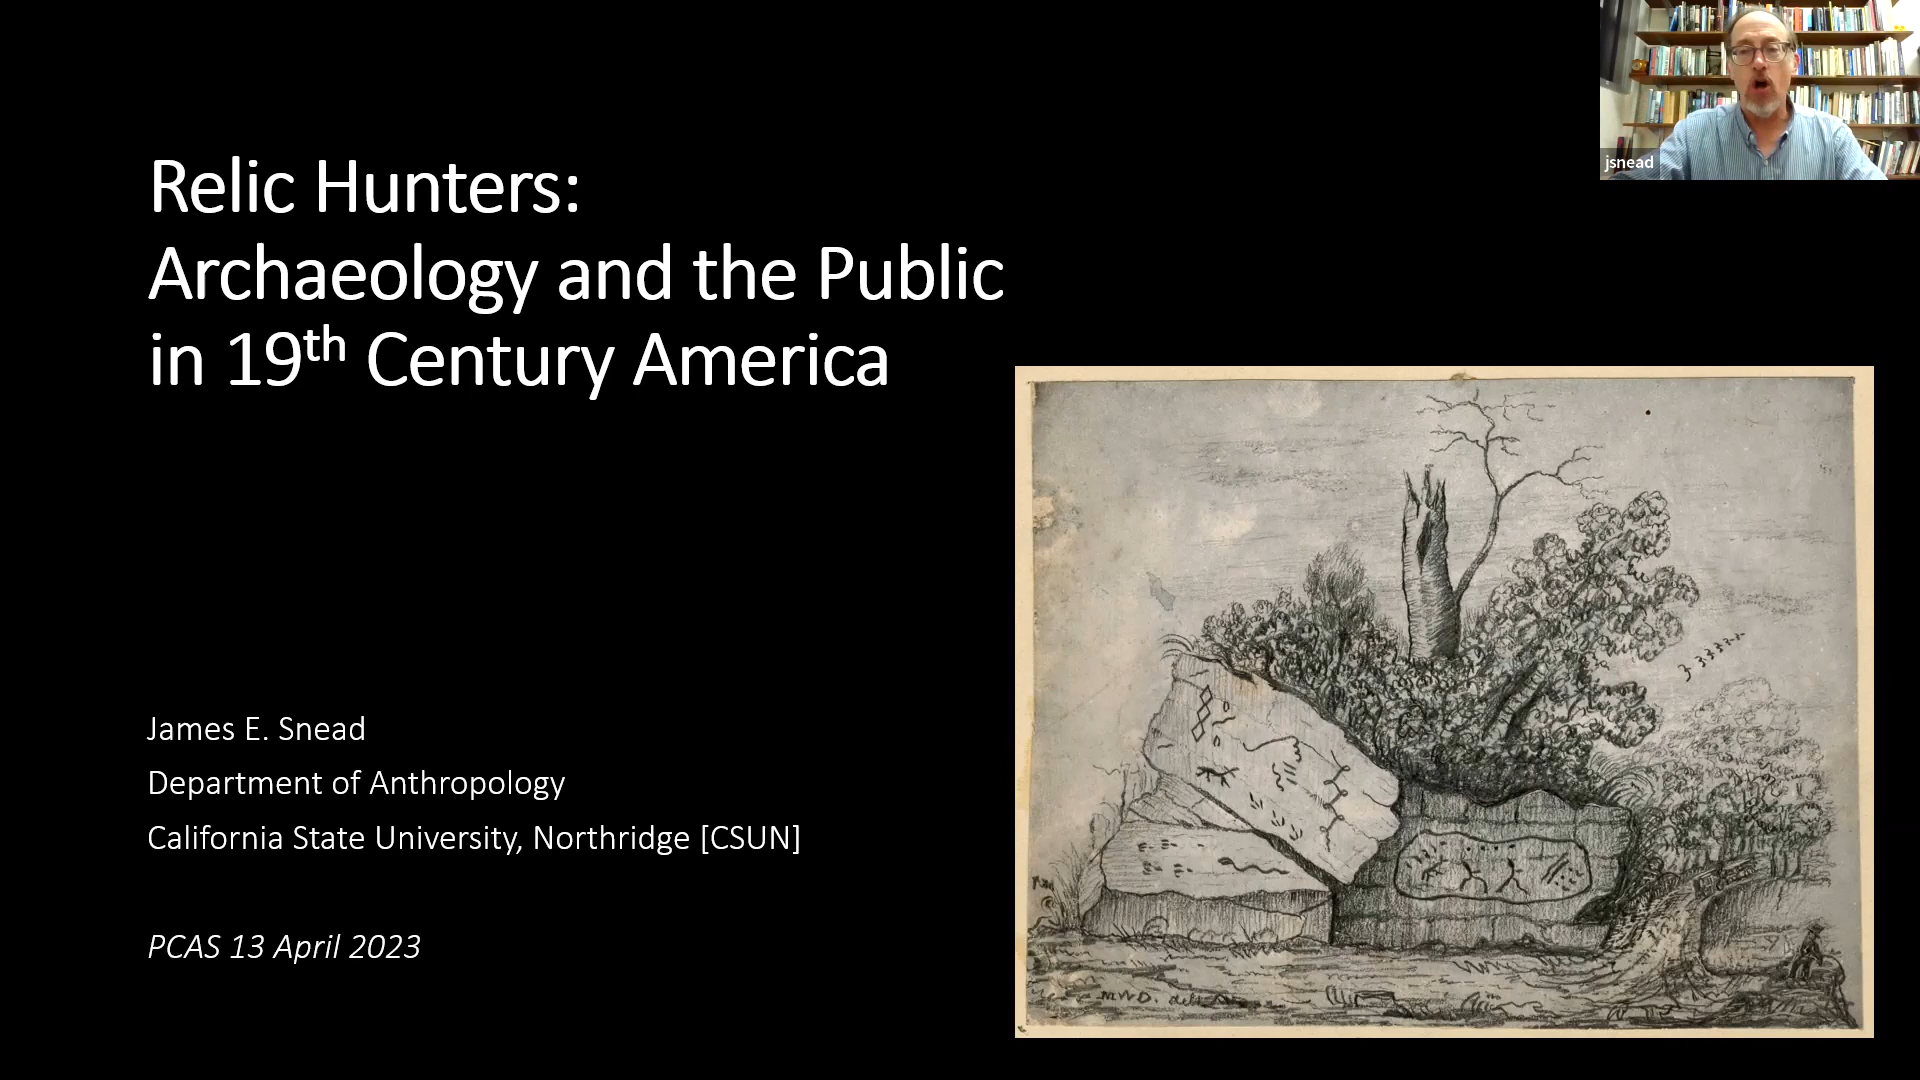 Relic Hunters:
Archaeology and the Public
in 19th Century America
jsnead
James E. Snead
Department of Anthropology
California State University, Northridge [CSUN]
PCAS 13 April 2023